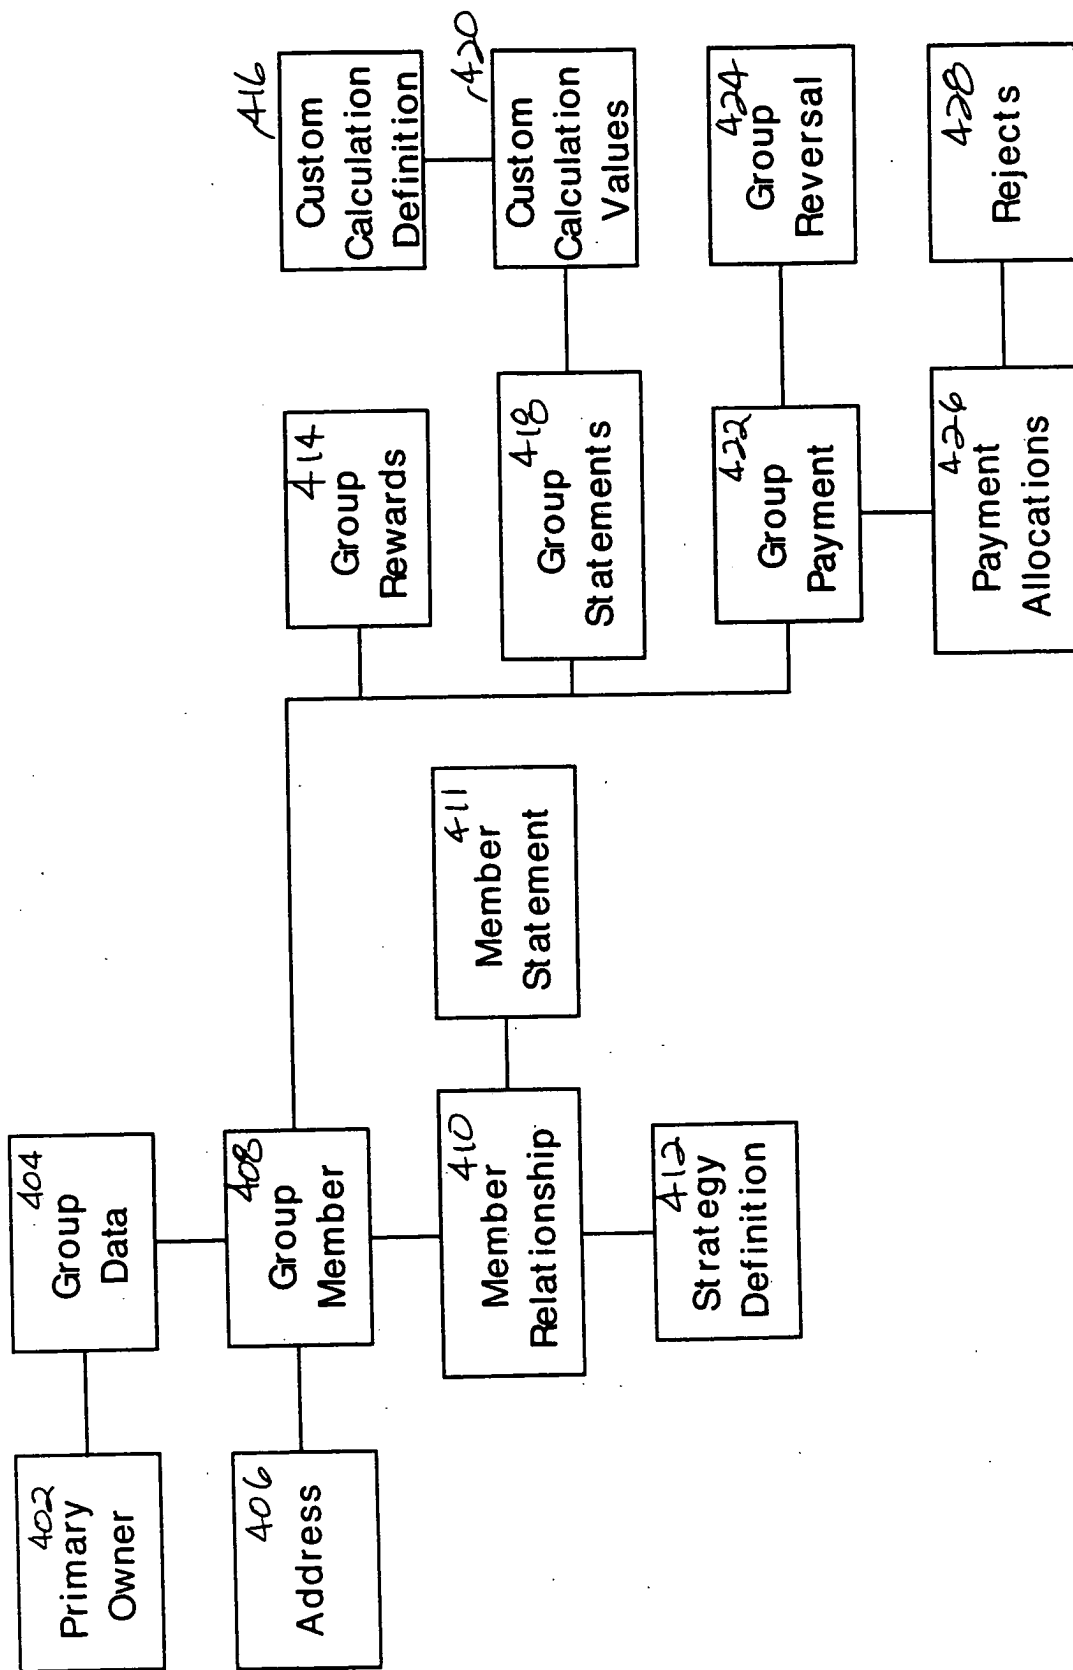 402
Primary
Owner
404
Group
Data
406
Address
408
Group
Member
410
Member
Relationship
411
Member
Statement
412
Strategy
Definition
414
Group
Rewards
416
Custom
Calculation
Definition
418
Group
Statements
420
Custom
Calculation
Values
422
Group
Payment
424
Group
Reversal
426
Payment
Allocations
428
Rejects